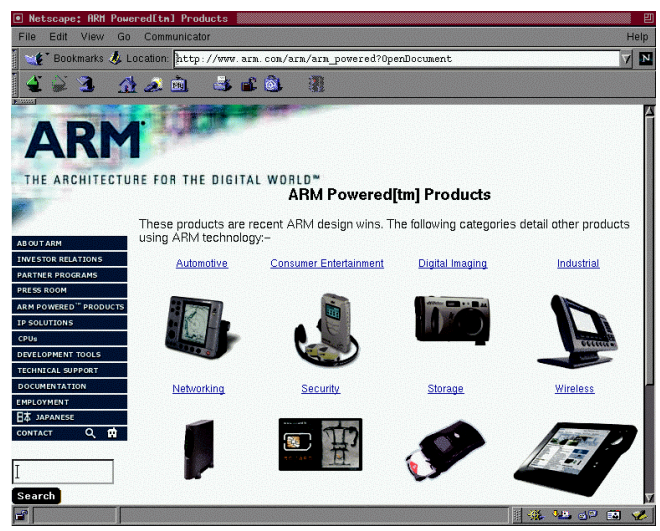 Netscape: ARM Powered[tm] Products
File Edit View Go Communicator Help
Bookmarks Location: http://www.arm.com/arm/arm_powered?OpenDocument
N
ARM
THE ARCHITECTURE FOR THE DIGITAL WORLD™
ARM Powered[tm] Products
These products are recent ARM design wins. The following categories detail other products
using ARM technology:-
Automotive Consumer Entertainment Digital Imaging Industrial
Networking Security Storage Wireless
ABOUT ARM
INVESTOR RELATIONS
PARTNER PROGRAMS
PRESS ROOM
ARM POWERED™ PRODUCTS
IP SOLUTIONS
CPUs
DEVELOPMENT TOOLS
TECHNICAL SUPPORT
DOCUMENTATION
EMPLOYMENT
日本 JAPANESE
CONTACT
Search